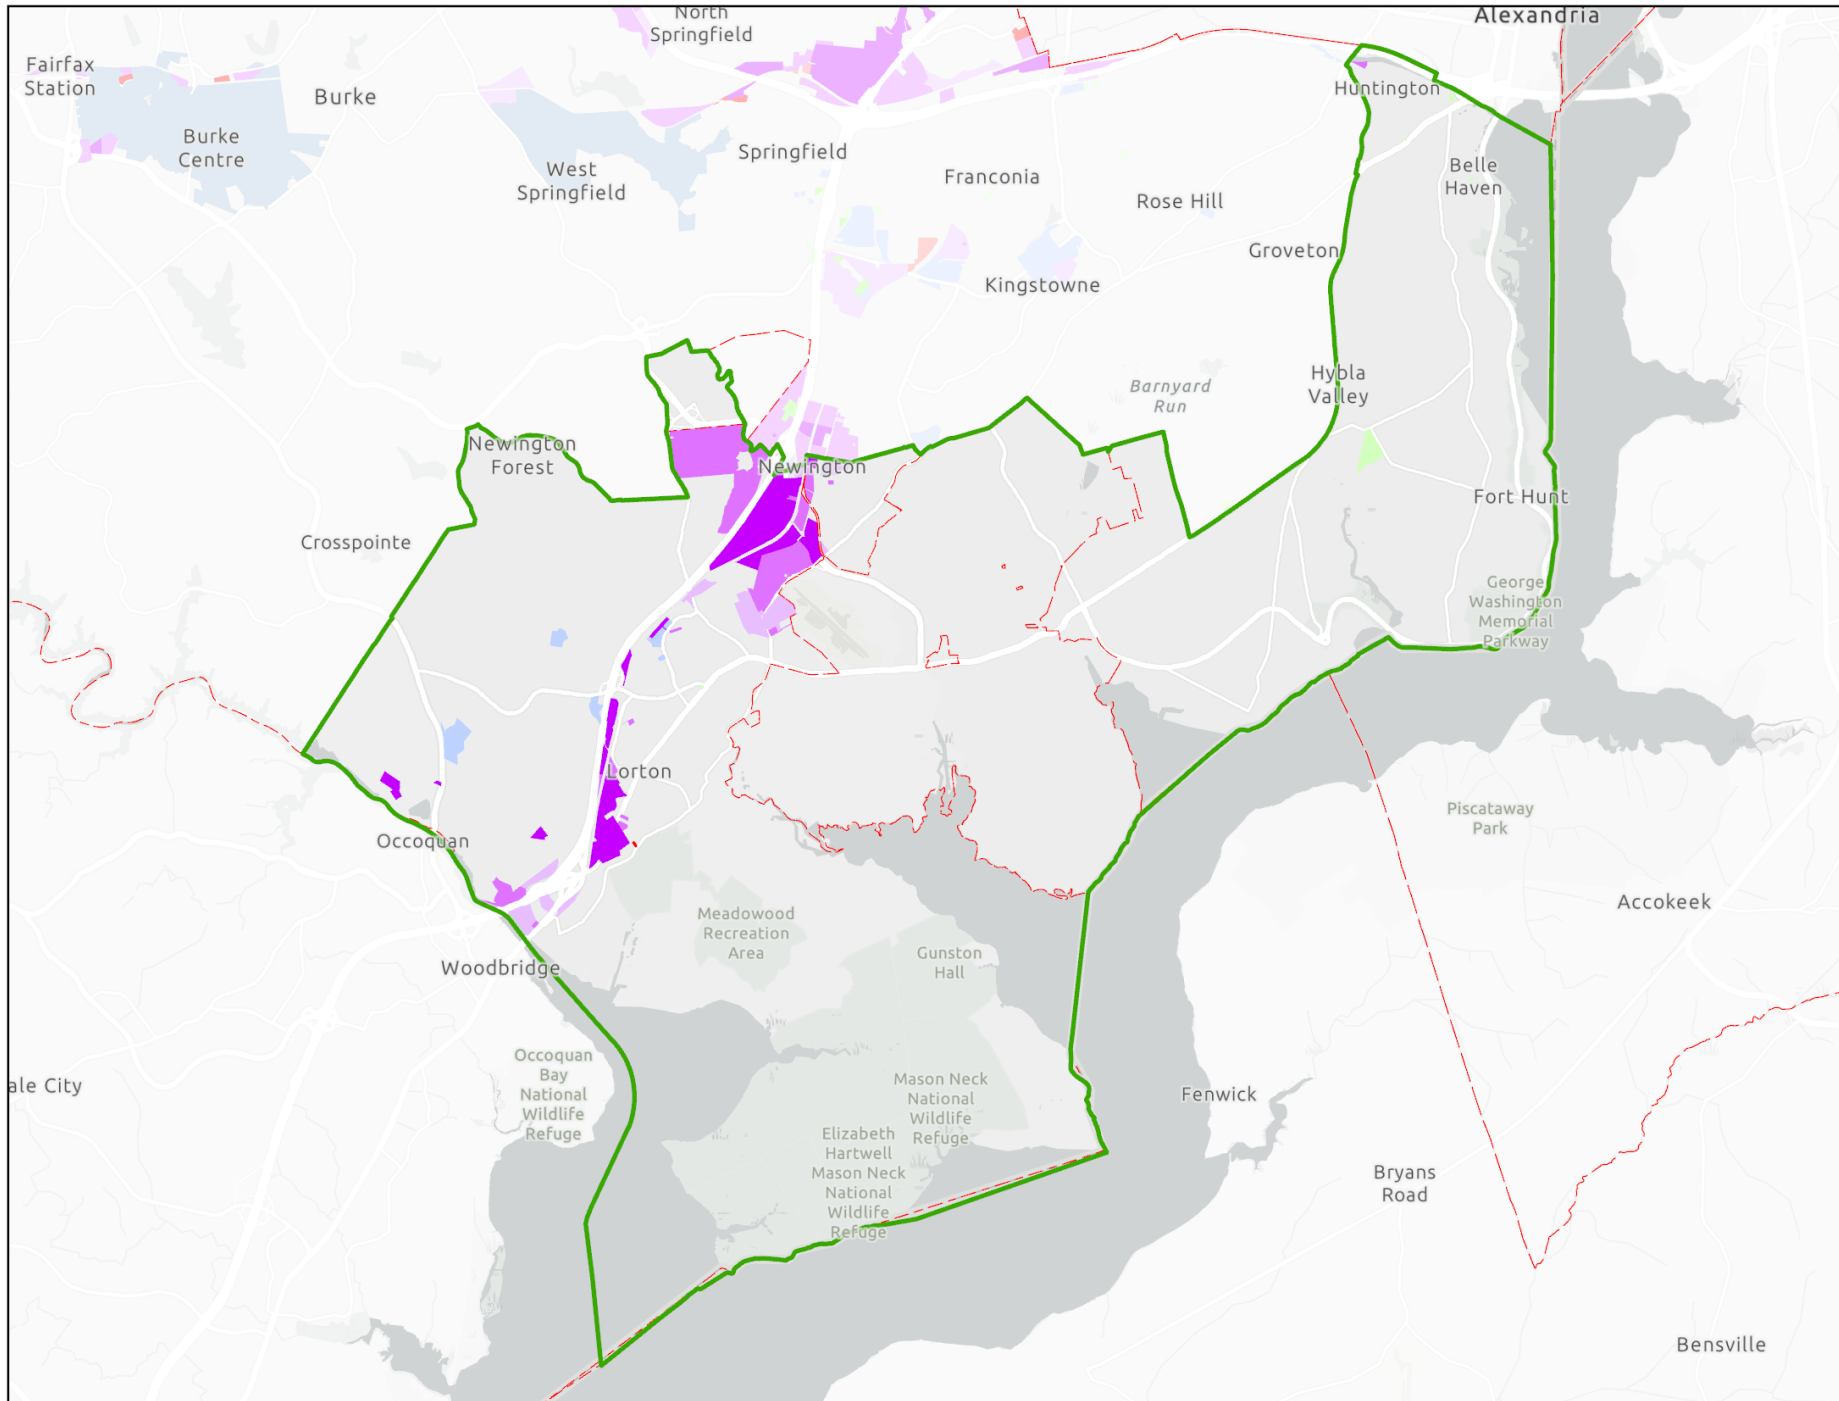 North
Springfield
Alexandria
Fairfax
Station
Burke
Huntington
Burke
Centre
Springfield
West
Springfield
Franconia
Belle
Haven
Rose Hill
Groveton
Kingstowne
Hybla
Valley
Barnyard
Run
Newington
Forest
Newington
Fort Hunt
Crosspointe
George
Washington
Memorial
Parkway
Lorton
Piscataway
Park
Occoquan
Accokeek
Meadowood
Recreation
Area
Gunston
Hall
Woodbridge
Occoquan
Bay
National
Wildlife
Refuge
ale City
Mason Neck
National
Wildlife
Refuge
Fenwick
Elizabeth
Hartwell
Mason Neck
National
Wildlife
Refuge
Bryans
Road
Bensville